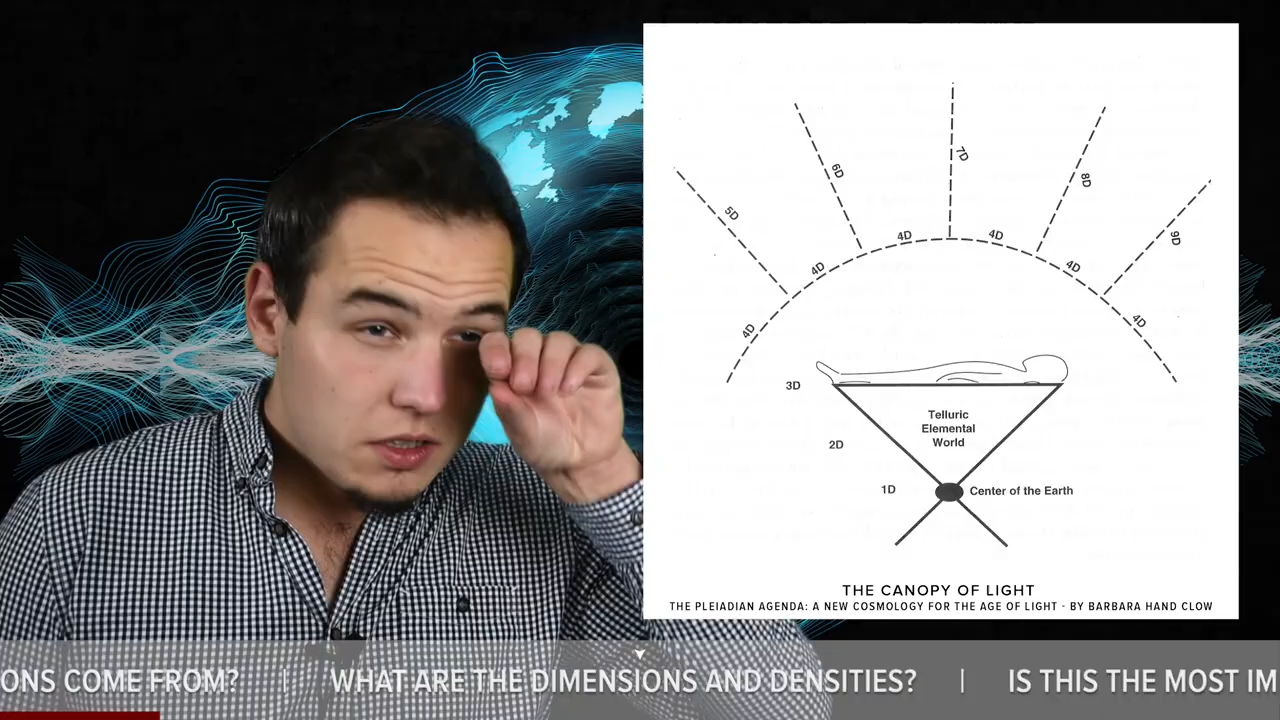 5D
6D
7D
8D
9D
4D
4D
4D
4D
4D
4D
3D
Telluric
Elemental
World
2D
1D
Center of the Earth
THE CANOPY OF LIGHT
THE PLEIADIAN AGENDA: A NEW COSMOLOGY FOR THE AGE OF LIGHT - BY BARBARA HAND CLOW
ONS COME FROM? | WHAT ARE THE DIMENSIONS AND DENSITIES? | IS THIS THE MOST IM